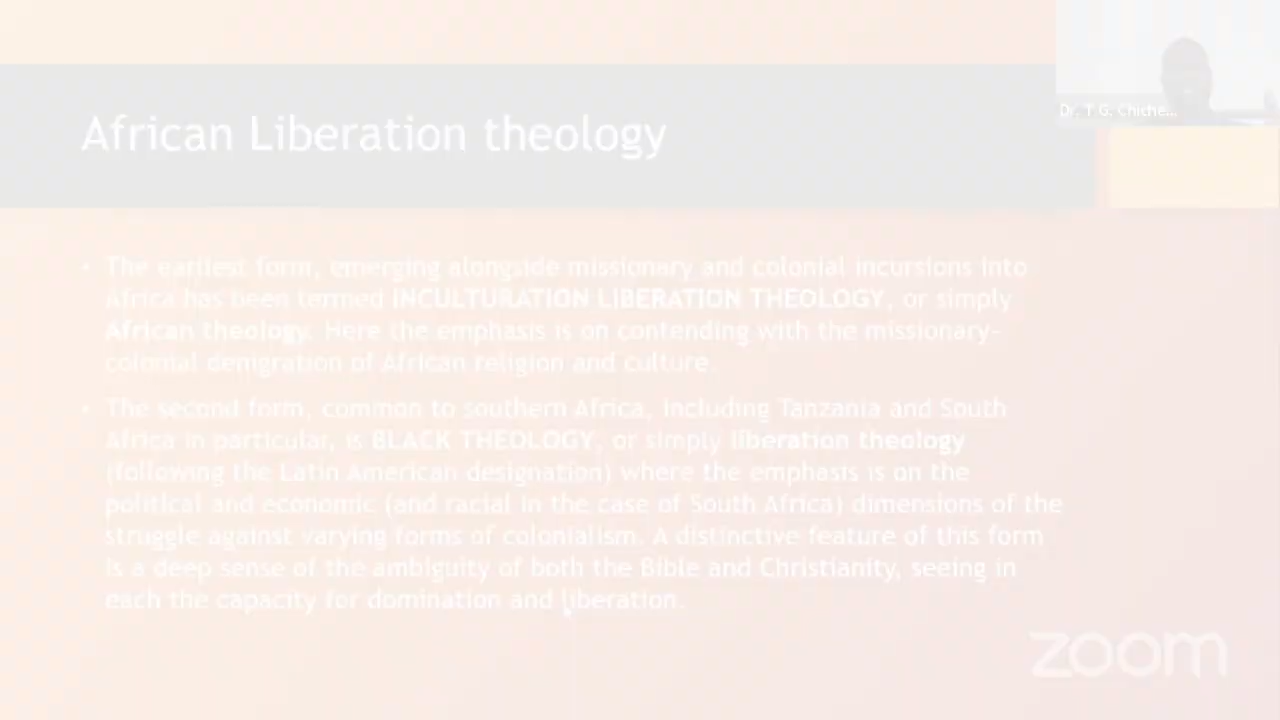 Dr. T.G. Chiche...
African Liberation theology
• The earliest form, emerging alongside missionary and colonial incursions into
Africa has been termed INCULTURATION LIBERATION THEOLOGY, or simply
African theology. Here the emphasis is on contending with the missionary-
colonial denigration of African religion and culture.
• The second form, common to southern Africa, including Tanzania and South
Africa in particular, is BLACK THEOLOGY, or simply liberation theology
(following the Latin American designation) where the emphasis is on the
political and economic (and racial in the case of South Africa) dimensions of the
struggle against varying forms of colonialism. A distinctive feature of this form
is a deep sense of the ambiguity of both the Bible and Christianity, seeing in
each the capacity for domination and liberation.
zoom